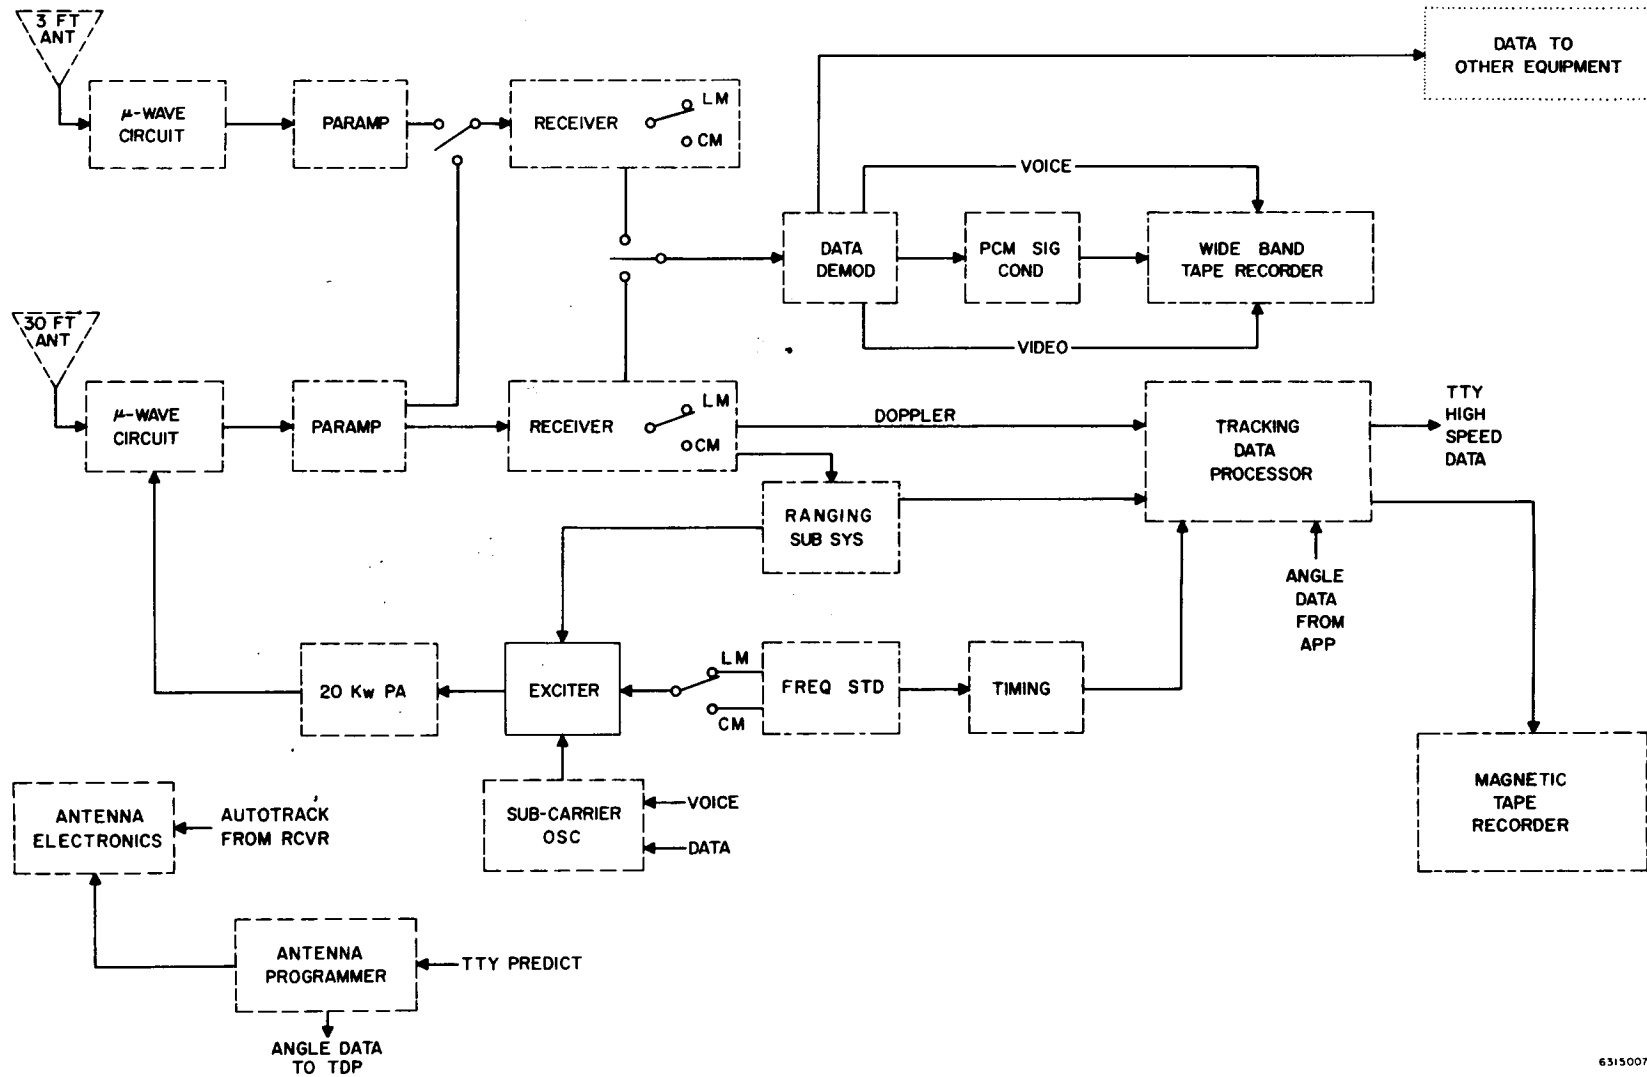 3 FT
ANT
μ-WAVE
CIRCUIT
PARAMP
RECEIVER
LM
CM
DATA TO
OTHER EQUIPMENT
VOICE
DATA
DEMOD
PCM SIG
COND
WIDE BAND
TAPE RECORDER
VIDEO
30 FT
ANT
μ-WAVE
CIRCUIT
PARAMP
RECEIVER
LM
CM
DOPPLER
TRACKING
DATA
PROCESSOR
TTY
HIGH
SPEED
DATA
RANGING
SUB SYS
ANGLE
DATA
FROM
APP
20 Kw PA
EXCITER
LM
CM
FREQ STD
TIMING
MAGNETIC
TAPE
RECORDER
ANTENNA
ELECTRONICS
AUTOTRACK
FROM RCVR
SUB-CARRIER
OSC
VOICE
DATA
ANTENNA
PROGRAMMER
TTY PREDICT
ANGLE DATA
TO TDP
6315007